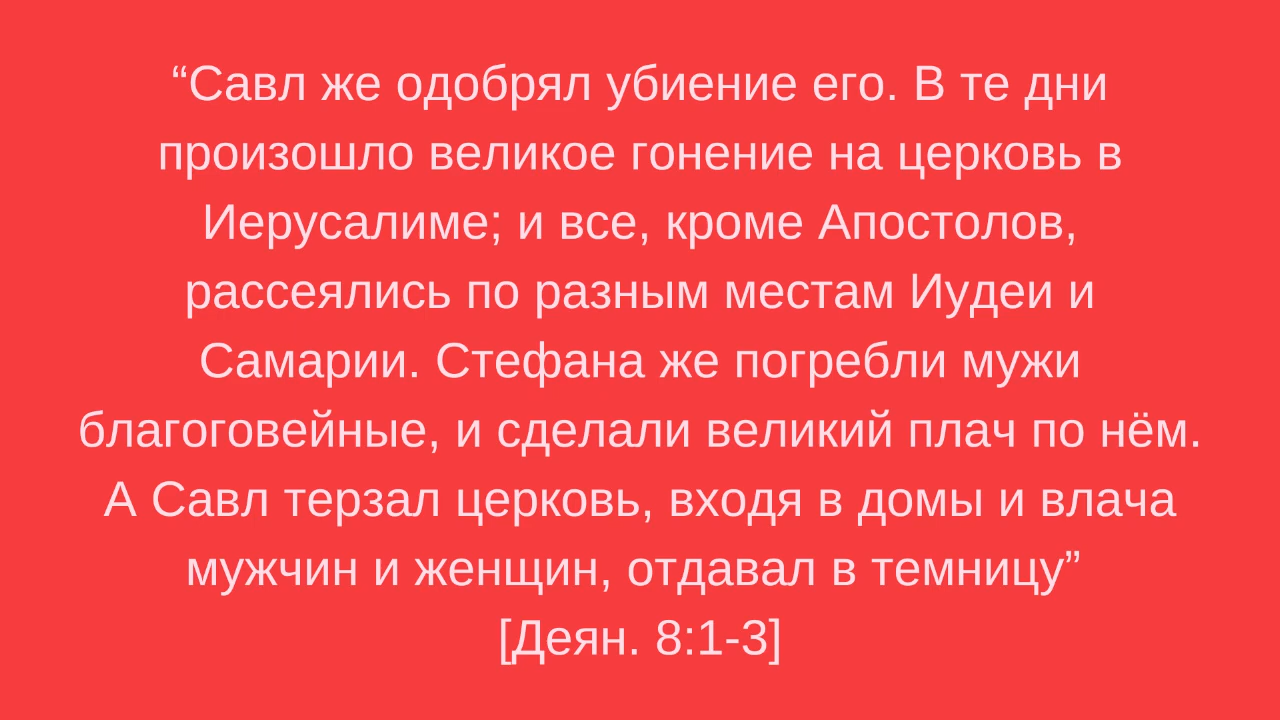 “Савл же одобрял убиение его. В те дни
произошло великое гонение на церковь в
Иерусалиме; и все, кроме Апостолов,
рассеялись по разным местам Иудеи и
Самарии. Стефана же погребли мужи
благоговейные, и сделали великий плач по нём.
А Савл терзал церковь, входя в домы и влача
мужчин и женщин, отдавал в темницу”
[Деян. 8:1-3]